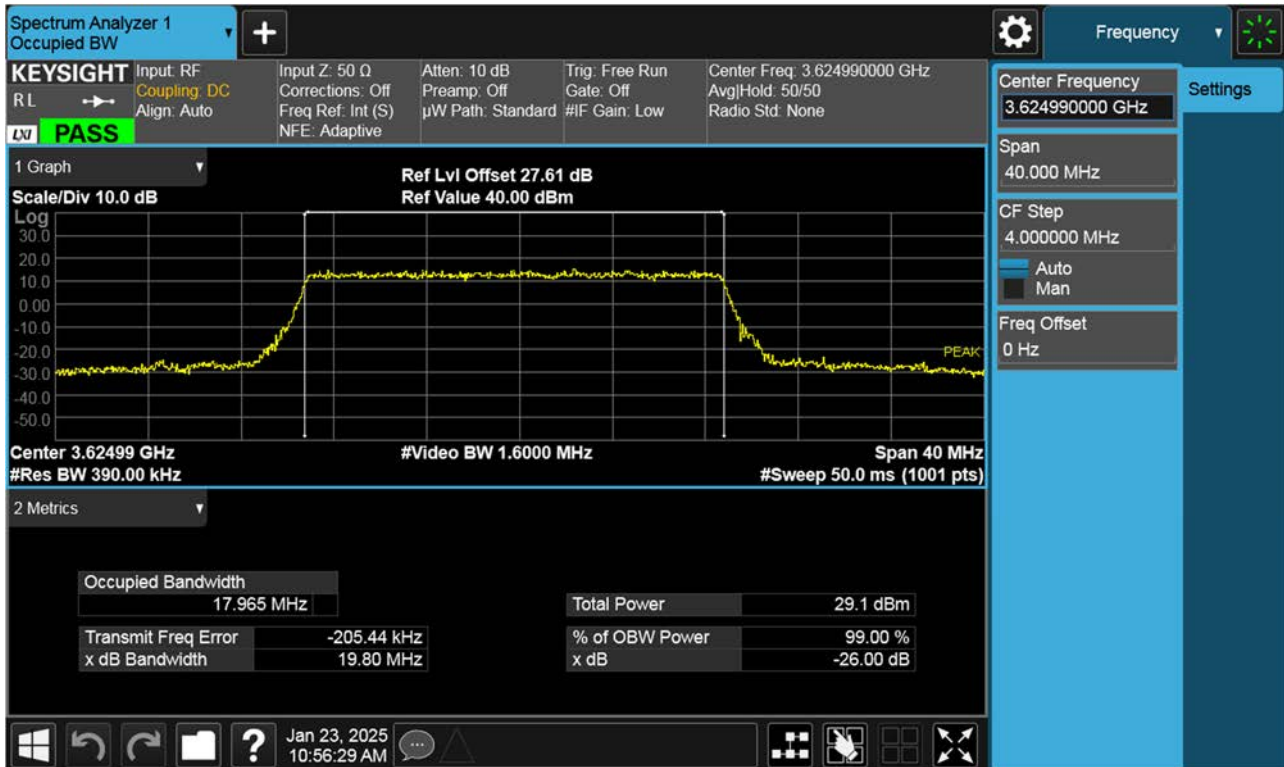 Spectrum Analyzer 1
Occupied BW
+
Frequency
KEYSIGHT
R L
LXI PASS
Input: RF
Coupling: DC
Align: Auto
Input Z: 50 Ω
Corrections: Off
Freq Ref: Int (S)
NFE: Adaptive
Atten: 10 dB
Preamp: Off
µW Path: Standard
Trig: Free Run
Gate: Off
#IF Gain: Low
Center Freq: 3.624990000 GHz
Avg|Hold: 50/50
Radio Std: None
Center Frequency
3.624990000 GHz
Settings
Span
40.000 MHz
CF Step
4.000000 MHz
Auto
Man
Freq Offset
0 Hz
1 Graph
Scale/Div 10.0 dB
Ref Lvl Offset 27.61 dB
Ref Value 40.00 dBm
Log
30.0
20.0
10.0
0.00
-10.0
-20.0
-30.0
-40.0
-50.0
PEAK
Center 3.62499 GHz
#Video BW 1.6000 MHz
Span 40 MHz
#Res BW 390.00 kHz
#Sweep 50.0 ms (1001 pts)
2 Metrics
Occupied Bandwidth
17.965 MHz
Total Power 29.1 dBm
Transmit Freq Error -205.44 kHz
% of OBW Power 99.00 %
x dB Bandwidth 19.80 MHz
x dB -26.00 dB
?
Jan 23, 2025
10:56:29 AM